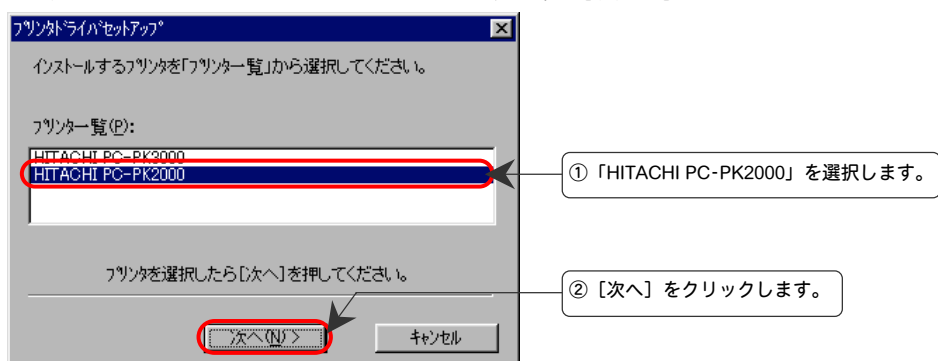 プリンタドライバセットアップ
インストールするプリンタを「プリンター覧」から選択してください。
プリンター覧(P):
HITACHI PC-PK3000
HITACHI PC-PK2000
プリンタを選択したら[次へ]を押してください。
次へ(N) >
キャンセル
①「HITACHI PC-PK2000」を選択します。
②［次へ］をクリックします。